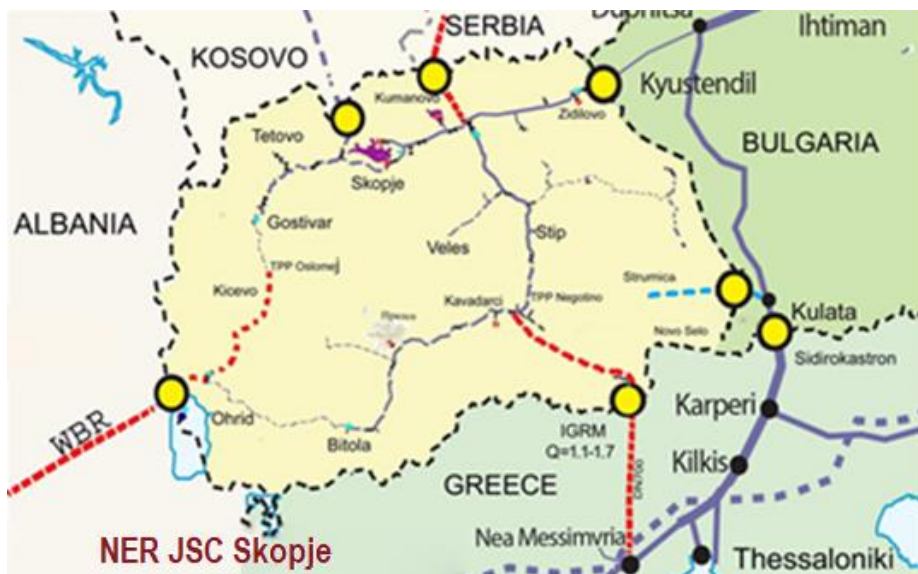 Dupnitsa
Ihtiman
SERBIA
KOSOVO
Kyustendil
Kumanovo
Zidilovo
Tetovo
BULGARIA
Skopje
ALBANIA
Gostivar
Veles
Stip
TPP Oslomej
Strumica
Kicevo
Kavadarci
TPP Negotino
Kulata
Novo Selo
Sidirokastron
Ohrid
Karperi
WBR
Bitola
IGRM
Q=1.1-1.7
Kilkis
GREECE
DN700
NER JSC Skopje
Nea Messimvria
Thessaloniki